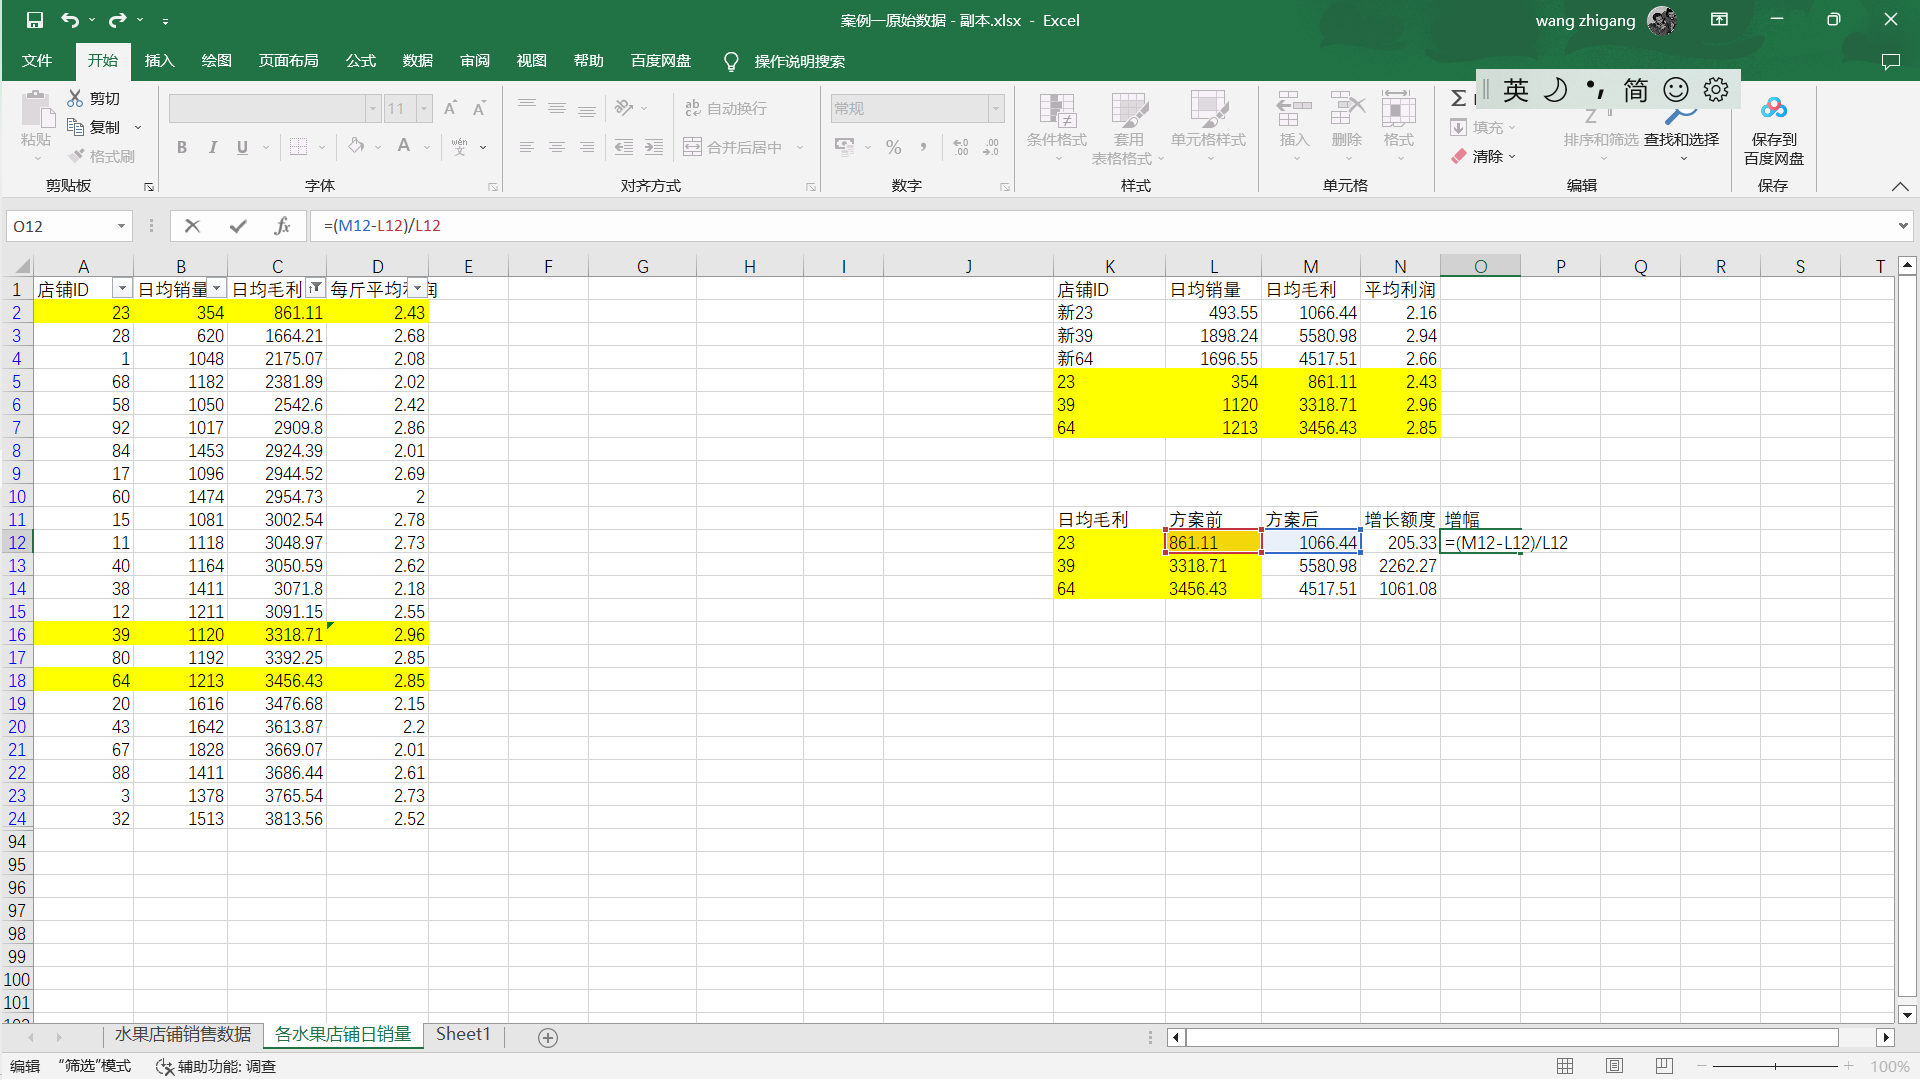 案例一原始数据 - 副本.xlsx - Excel
wang zhigang
文件 开始 插入 绘图 页面布局 公式 数据 审阅 视图 帮助 百度网盘 操作说明搜索
英 简
粘贴 剪切 复制 格式刷 剪贴板
11 B I U A wén 文 字体
ab 自动换行 合并后居中 对齐方式
常规 % 数字
条件格式 套用 表格格式 单元格样式 样式
插入 删除 格式 单元格
Σ 填充 清除 排序和筛选 查找和选择 编辑
保存到 百度网盘 保存
O12 fx =(M12-L12)/L12
A B C D E F G H I J K L M N O P Q R S T
1 店铺ID 日均销量 日均毛利 每斤平均利润 店铺ID 日均销量 日均毛利 平均利润
2 23 354 861.11 2.43 新23 493.55 1066.44 2.16
3 28 620 1664.21 2.68 新39 1898.24 5580.98 2.94
4 1 1048 2175.07 2.08 新64 1696.55 4517.51 2.66
5 68 1182 2381.89 2.02 23 354 861.11 2.43
6 58 1050 2542.6 2.42 39 1120 3318.71 2.96
7 92 1017 2909.8 2.86 64 1213 3456.43 2.85
8 84 1453 2924.39 2.01
9 17 1096 2944.52 2.69
10 60 1474 2954.73 2
11 15 1081 3002.54 2.78 日均毛利 方案前 方案后 增长额度 增幅
12 11 1118 3048.97 2.73 23 861.11 1066.44 205.33 =(M12-L12)/L12
13 40 1164 3050.59 2.62 39 3318.71 5580.98 2262.27
14 38 1411 3071.8 2.18 64 3456.43 4517.51 1061.08
15 12 1211 3091.15 2.55
16 39 1120 3318.71 2.96
17 80 1192 3392.25 2.85
18 64 1213 3456.43 2.85
19 20 1616 3476.68 2.15
20 43 1642 3613.87 2.2
21 67 1828 3669.07 2.01
22 88 1411 3686.44 2.61
23 3 1378 3765.54 2.73
24 32 1513 3813.56 2.52
94
95
96
97
98
99
100
101
水果店铺销售数据 各水果店铺日销量 Sheet1
编辑 “筛选”模式 辅助功能: 调查 100%